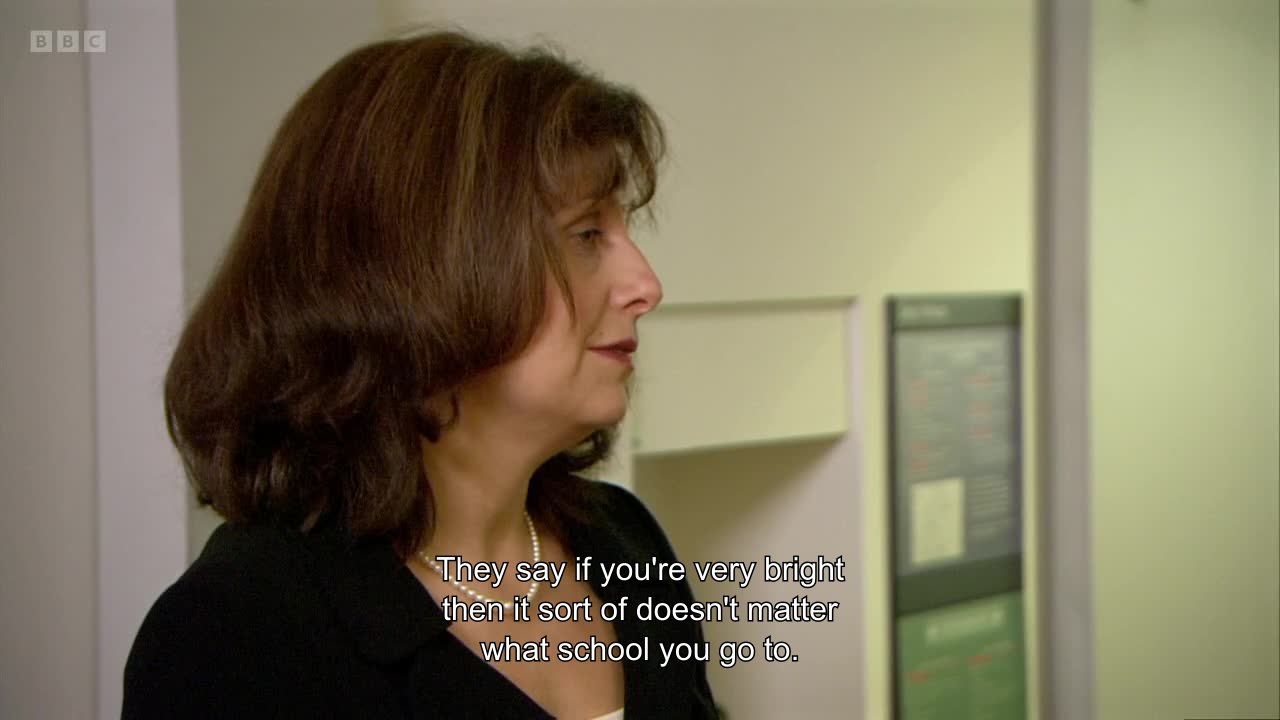 BBC
They say if you're very bright
then it sort of doesn't matter
what school you go to.